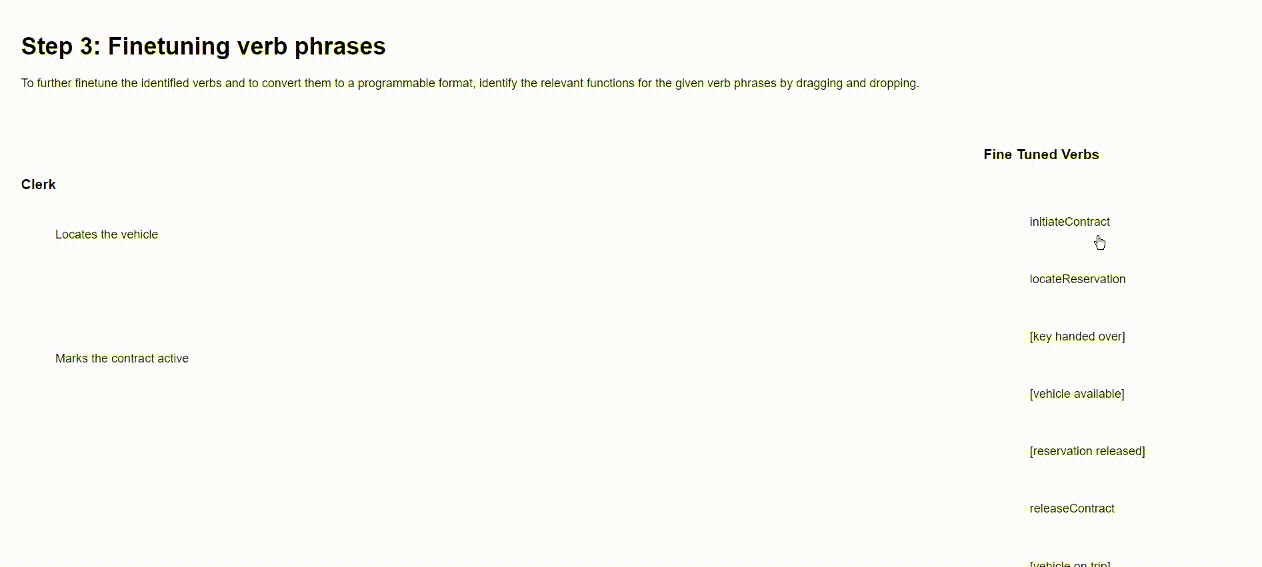 Step 3: Finetuning verb phrases
To further finetune the identified verbs and to convert them to a programmable format, identify the relevant functions for the given verb phrases by dragging and dropping.
Fine Tuned Verbs
Clerk
initiateContract
Locates the vehicle
locateReservation
[key handed over]
Marks the contract active
[vehicle available]
[reservation released]
releaseContract
[vehicle on trip]